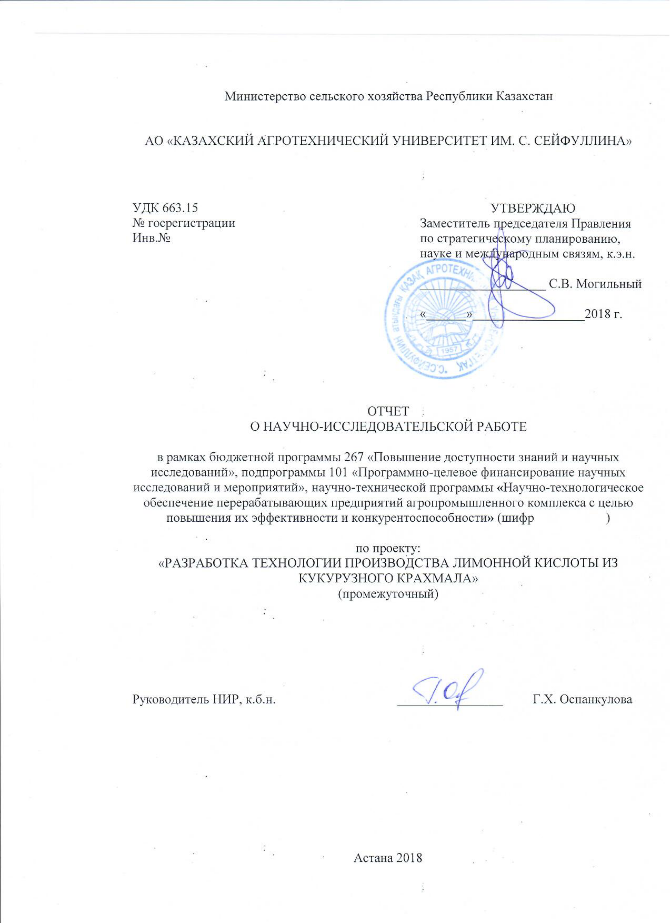 Министерство сельского хозяйства Республики Казахстан
АО «КАЗАХСКИЙ АГРОТЕХНИЧЕСКИЙ УНИВЕРСИТЕТ ИМ. С. СЕЙФУЛЛИНА»
УДК 663.15
№ госрегистрации
Инв.№
УТВЕРЖДАЮ
Заместитель председателя Правления
по стратегическому планированию,
науке и международным связям, к.э.н.
С.В. Могильный
«______»_________________2018 г.
ОТЧЕТ
О НАУЧНО-ИССЛЕДОВАТЕЛЬСКОЙ РАБОТЕ
в рамках бюджетной программы 267 «Повышение доступности знаний и научных
исследований», подпрограммы 101 «Программно-целевое финансирование научных
исследований и мероприятий», научно-технической программы «Научно-технологическое
обеспечение перерабатывающих предприятий агропромышленного комплекса с целью
повышения их эффективности и конкурентоспособности» (шифр )
по проекту:
«РАЗРАБОТКА ТЕХНОЛОГИИ ПРОИЗВОДСТВА ЛИМОННОЙ КИСЛОТЫ ИЗ
КУКУРУЗНОГО КРАХМАЛА»
(промежуточный)
Руководитель НИР, к.б.н.
Г.Х. Оспанкулова
Астана 2018